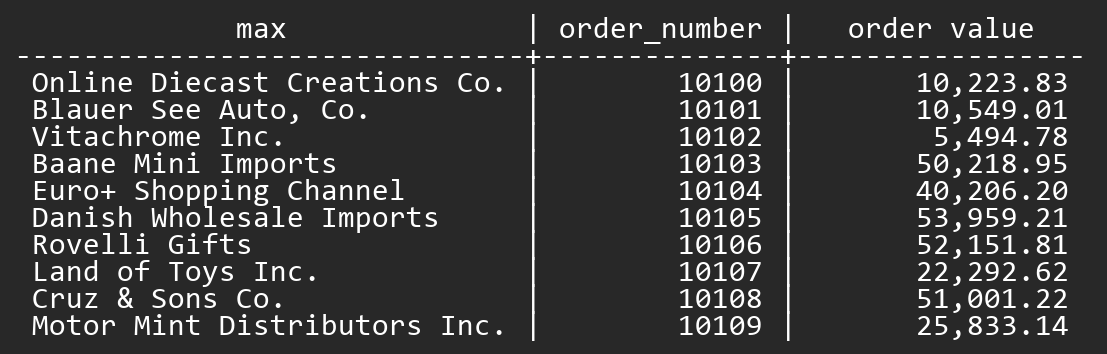 max | order_number | order value
------------------------------+--------------+-----------------
Online Diecast Creations Co. | 10100 | 10,223.83
Blauer See Auto, Co. | 10101 | 10,549.01
Vitachrome Inc. | 10102 | 5,494.78
Baane Mini Imports | 10103 | 50,218.95
Euro+ Shopping Channel | 10104 | 40,206.20
Danish Wholesale Imports | 10105 | 53,959.21
Rovelli Gifts | 10106 | 52,151.81
Land of Toys Inc. | 10107 | 22,292.62
Cruz & Sons Co. | 10108 | 51,001.22
Motor Mint Distributors Inc. | 10109 | 25,833.14